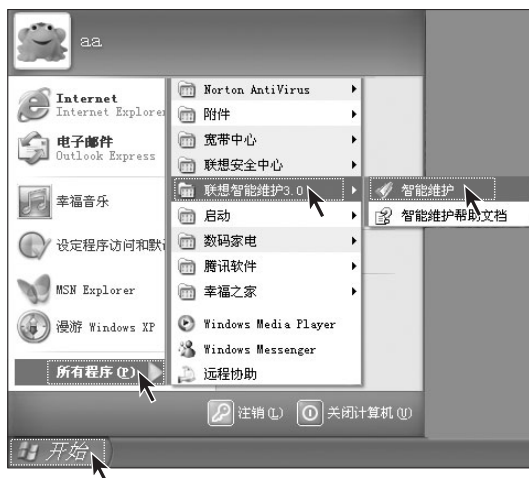 aa
Internet
Internet Explorer
电子邮件
Outlook Express
幸福音乐
设定程序访问和默
MSN Explorer
漫游 Windows XP
所有程序(P)
Norton AntiVirus
附件
宽带中心
联想安全中心
联想智能维护3.0
启动
数码家电
腾讯软件
幸福之家
Windows Media Player
Windows Messenger
远程协助
智能维护
智能维护帮助文档
注销(L)
关闭计算机(U)
开始